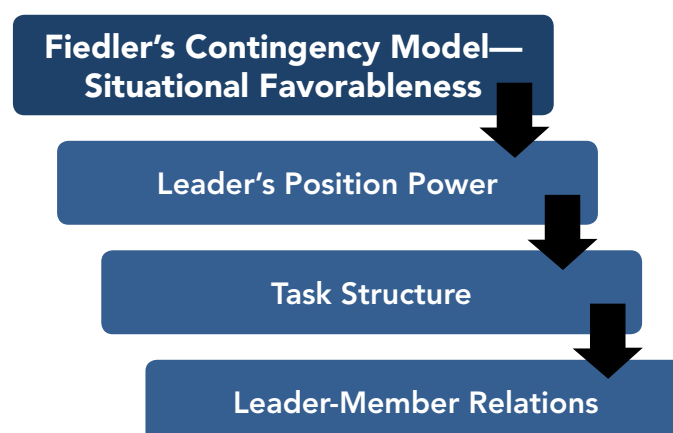 Fiedler’s Contingency Model—
Situational Favorableness
Leader’s Position Power
Task Structure
Leader-Member Relations